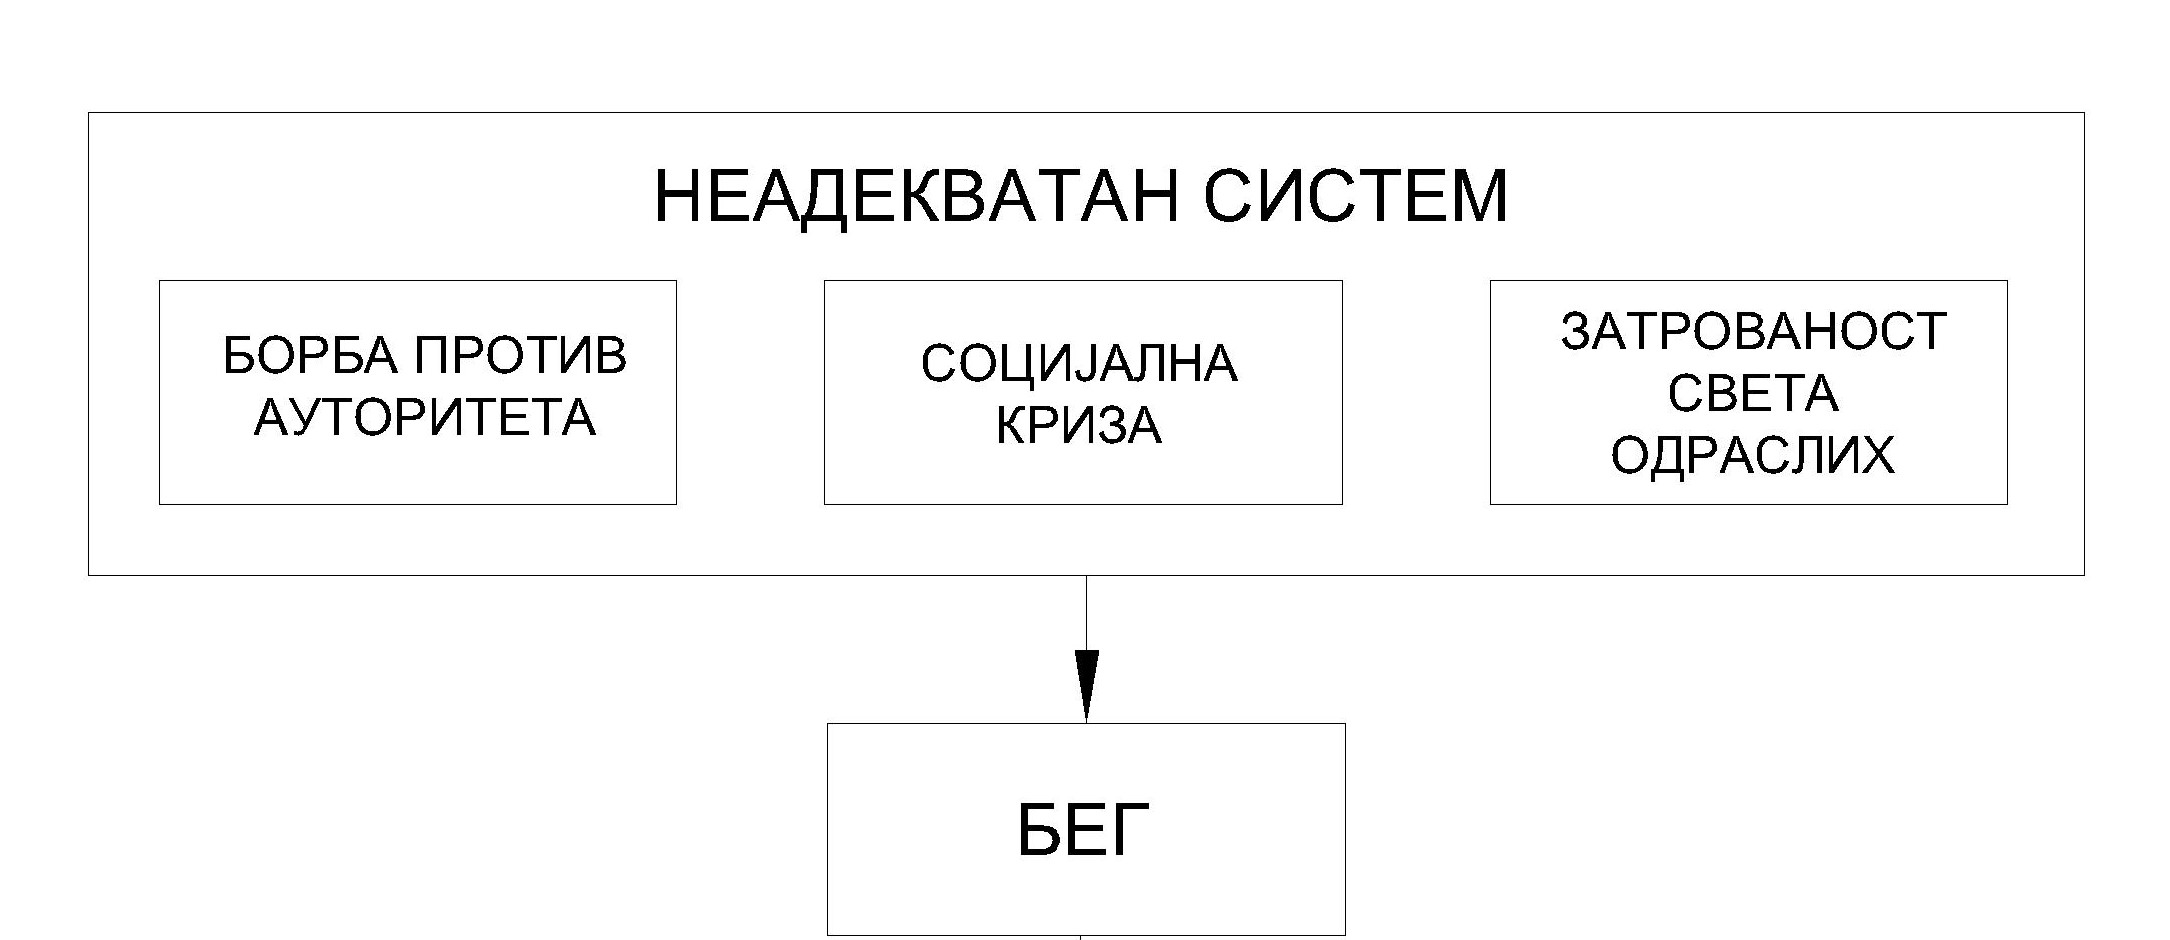 НЕАДЕКВАТАН СИСТЕМ
БОРБА ПРОТИВ
АУТОРИТЕТА
СОЦИЈАЛНА
КРИЗА
ЗАТРОВАНОСТ
СВЕТА
ОДРАСЛИХ
БЕГ